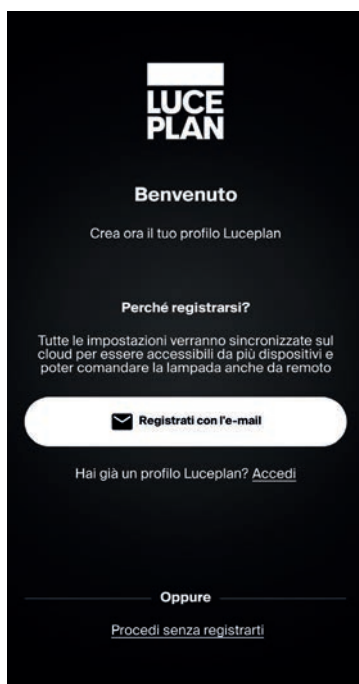 LUCE
PLAN
Benvenuto
Crea ora il tuo profilo Luceplan
Perché registrarsi?
Tutte le impostazioni verranno sincronizzate sul
cloud per essere accessibili da più dispositivi e
poter comandare la lampada anche da remoto
Registrati con l'e-mail
Hai già un profilo Luceplan? Accedi
Oppure
Procedi senza registrarti